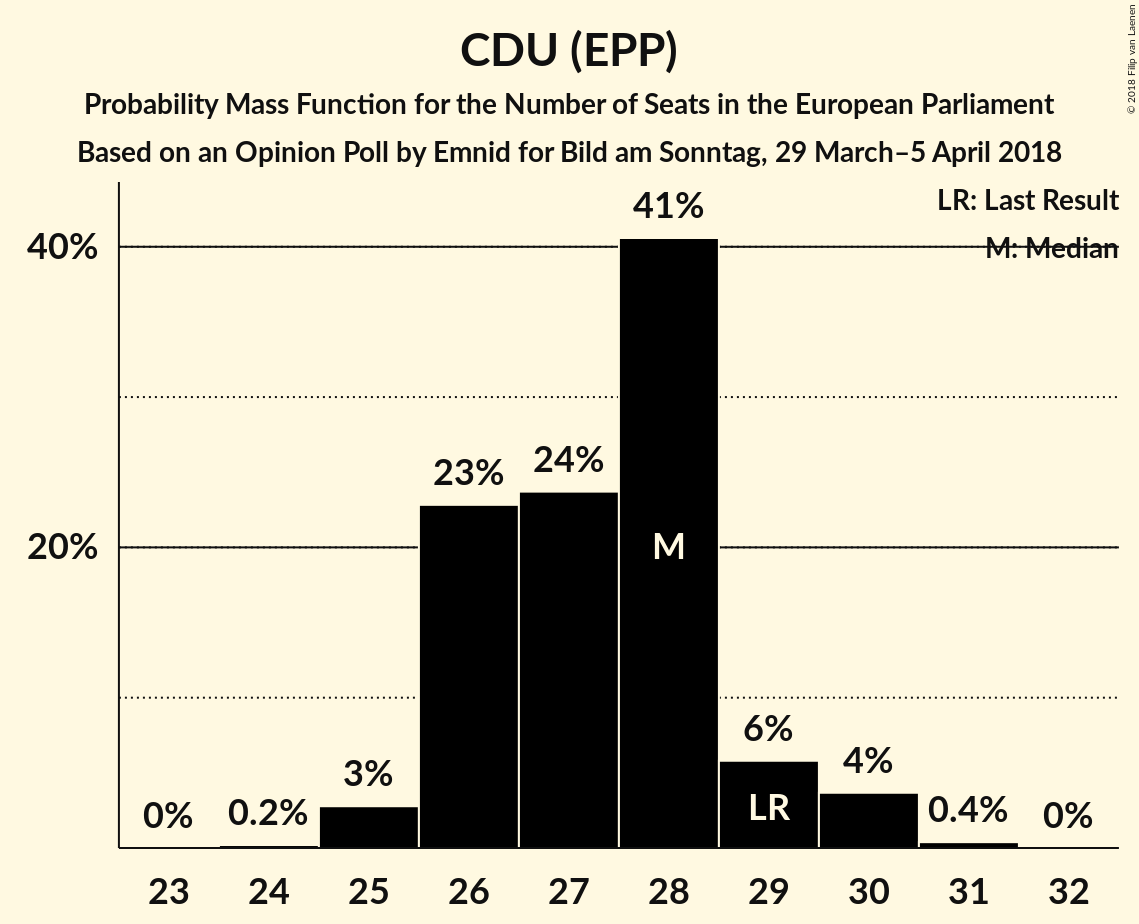 CDU (EPP)
Probability Mass Function for the Number of Seats in the European Parliament
Based on an Opinion Poll by Emnid for Bild am Sonntag, 29 March–5 April 2018
© 2018 Filip van Laenen
LR: Last Result
M: Median
40%
20%
0%
0.2%
3%
23%
24%
41%
6%
4%
0.4%
0%
M
LR
23 24 25 26 27 28 29 30 31 32